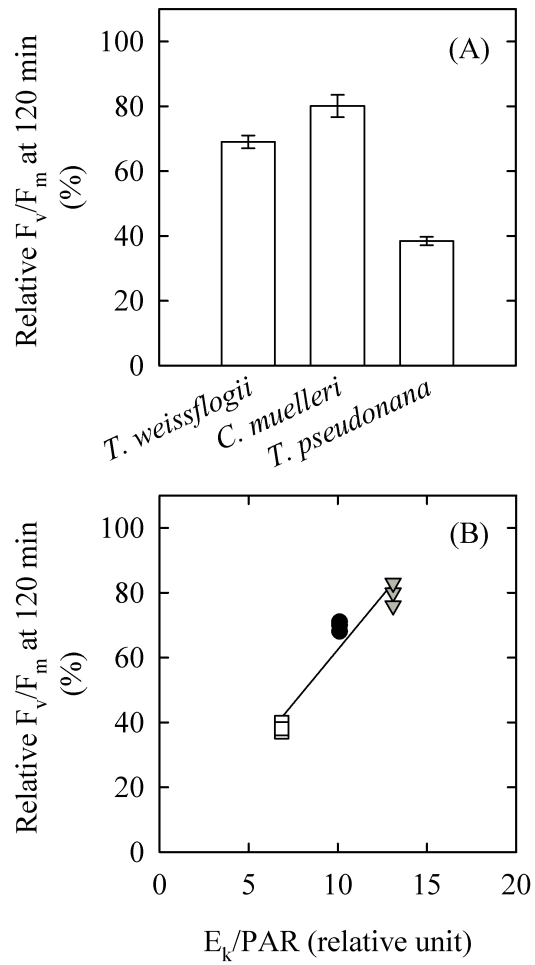 (A)
Relative Fv/Fm at 120 min
(%)
100
80
60
40
20
0
T. weissflogii
C. muelleri
T. pseudonana
(B)
Relative Fv/Fm at 120 min
(%)
100
80
60
40
20
0
0 5 10 15 20
Ek/PAR (relative unit)